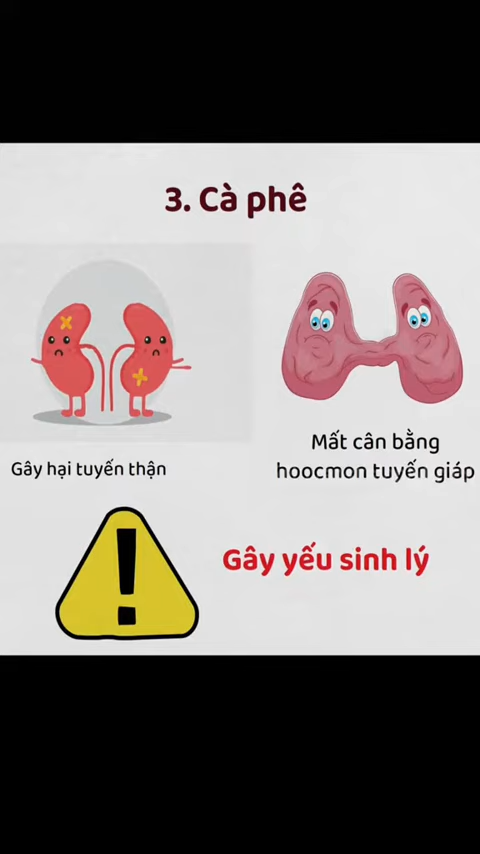 3. Cà phê
Gây hại tuyến thận
Mất cân bằng
hoocmon tuyến giáp
Gây yếu sinh lý